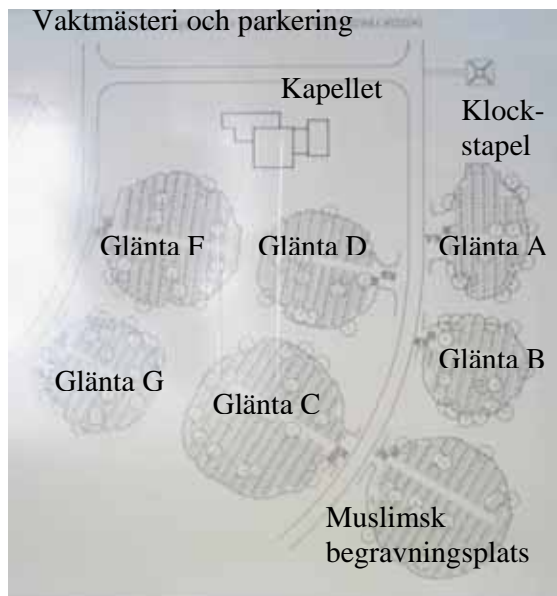 Vaktmästeri och parkering
Kapellet
Klock-
stapel
Glänta F
Glänta D
Glänta A
Glänta G
Glänta C
Glänta B
Muslimsk
begravningsplats